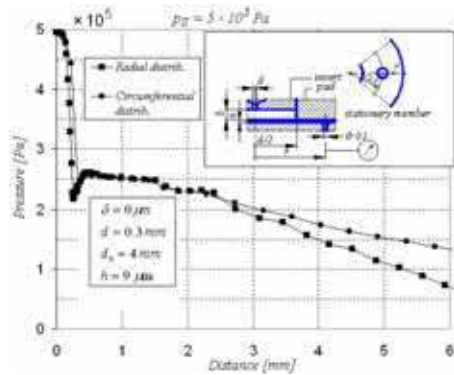 ×10⁵
p₀ = 5 · 10⁵ Pa
5
4
3
2
1
0
Pressure [Pa]
Radial distrib.
Circumferential
distrib.
insert
pad
stationary member
δ = 0 μm
d = 0.3 mm
d₀ = 4 mm
h = 9 μm
0
1
2
3
4
5
6
Distance [mm]